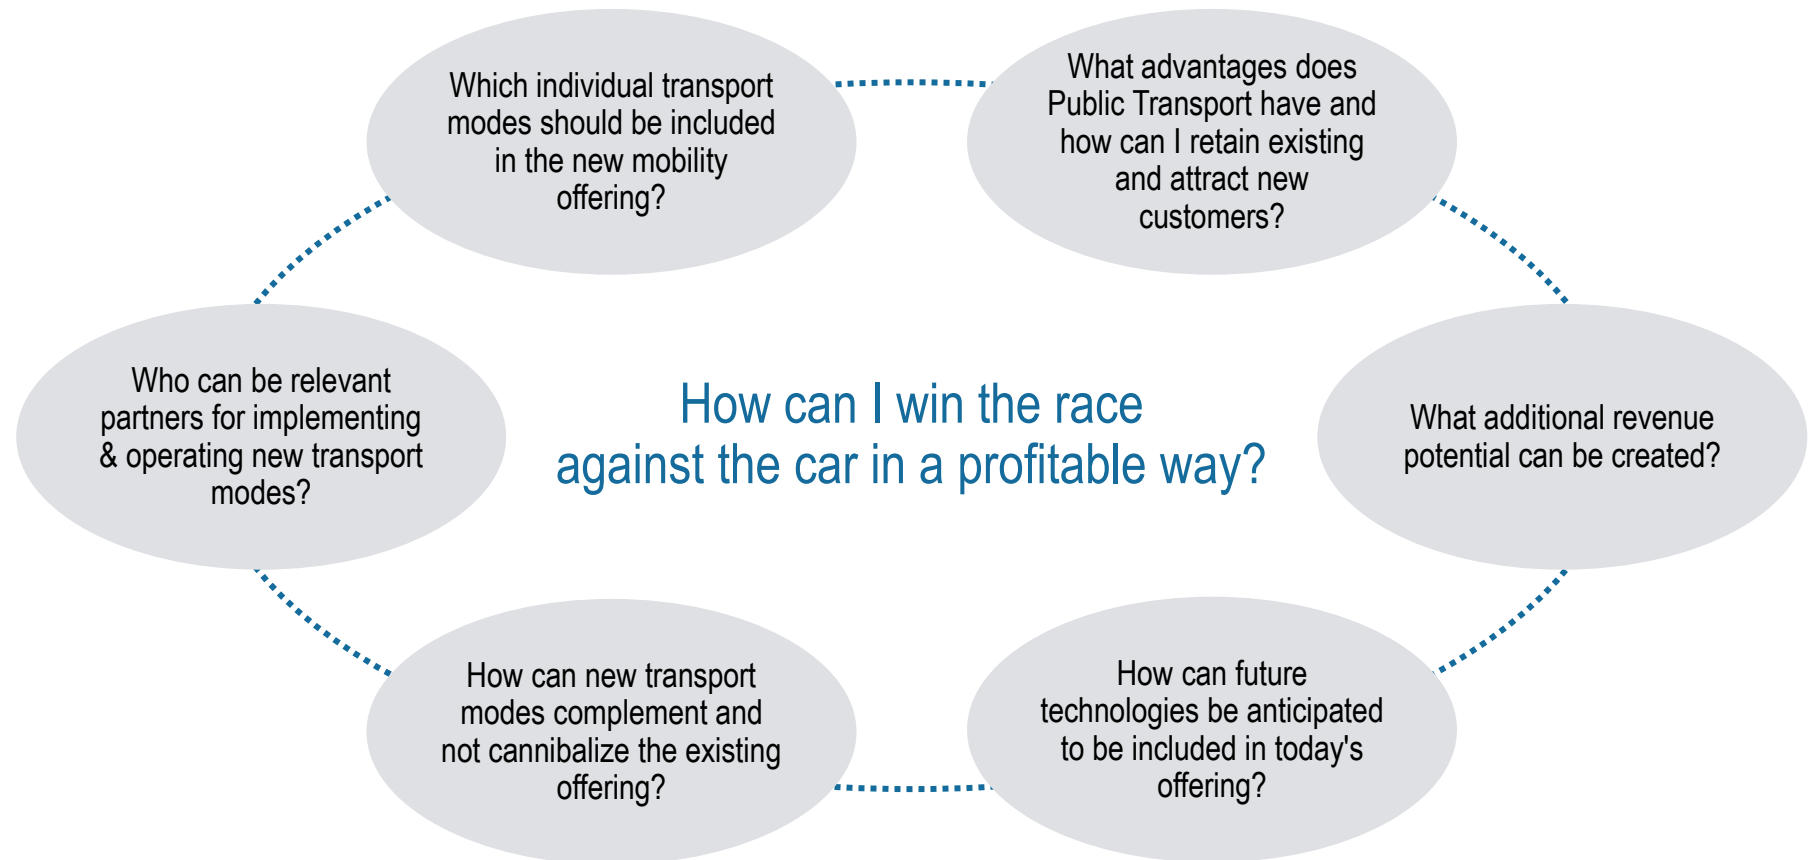 Which individual transport
modes should be included
in the new mobility
offering?
What advantages does
Public Transport have and
how can I retain existing
and attract new
customers?
Who can be relevant
partners for implementing
& operating new transport
modes?
How can I win the race
against the car in a profitable way?
What additional revenue
potential can be created?
How can new transport
modes complement and
not cannibalize the existing
offering?
How can future
technologies be anticipated
to be included in today's
offering?